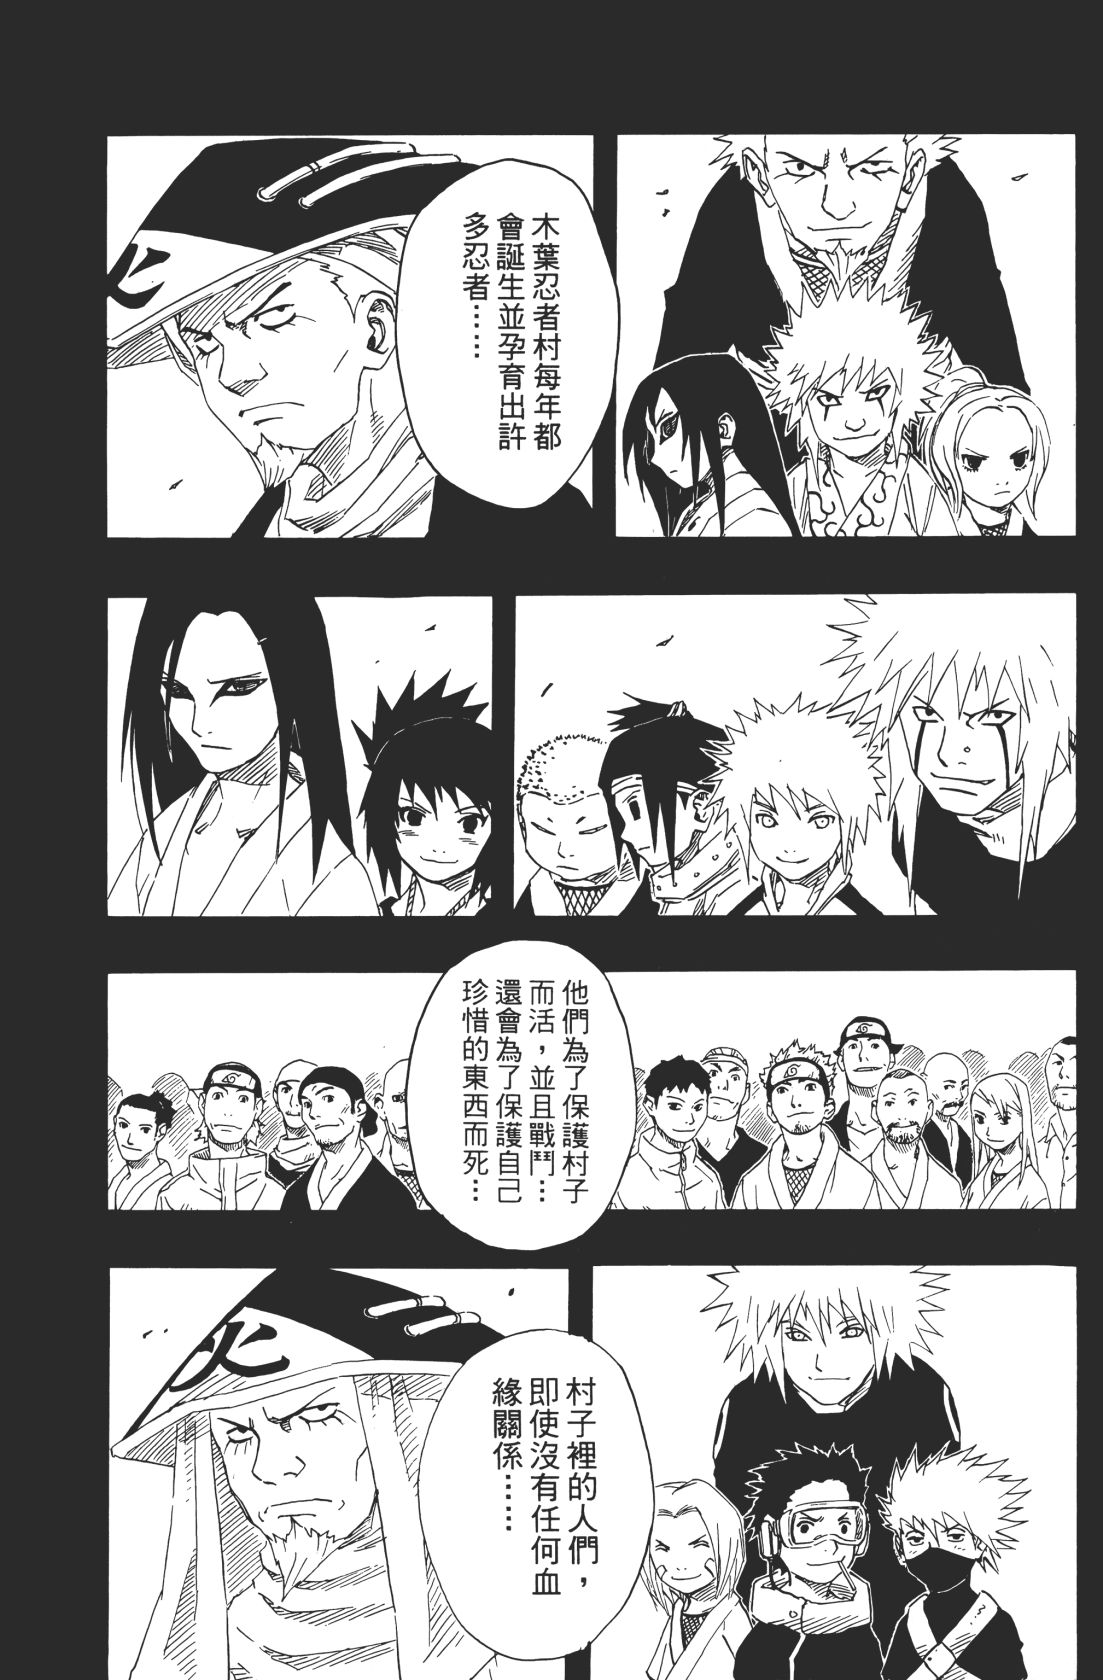 木葉忍者村每年都
會誕生並孕育出許
多忍者……
火
他們為了保護村子
而活，並且戰鬥…
還會為了保護自己
珍惜的東西而死…
村子裡的人們，
即使沒有任何血
緣關係……
火